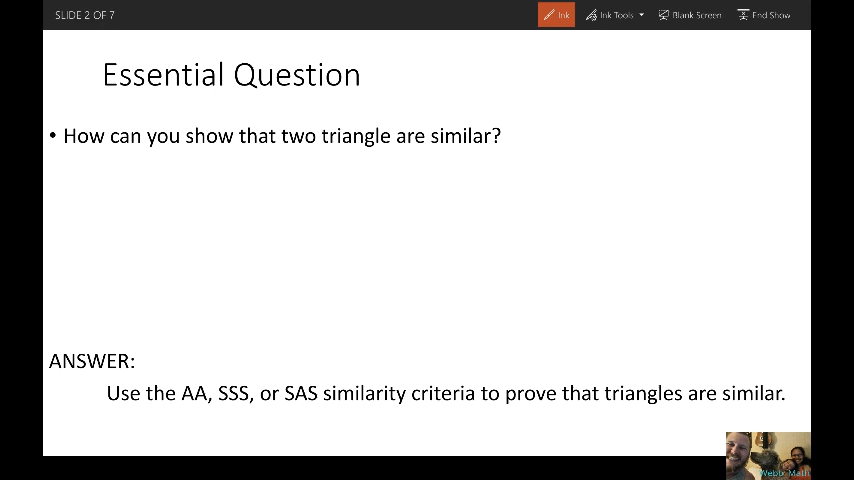 SLIDE 2 OF 7
Ink
Ink Tools
Blank Screen
End Show
Essential Question
• How can you show that two triangle are similar?
ANSWER:
Use the AA, SSS, or SAS similarity criteria to prove that triangles are similar.
Webb Math